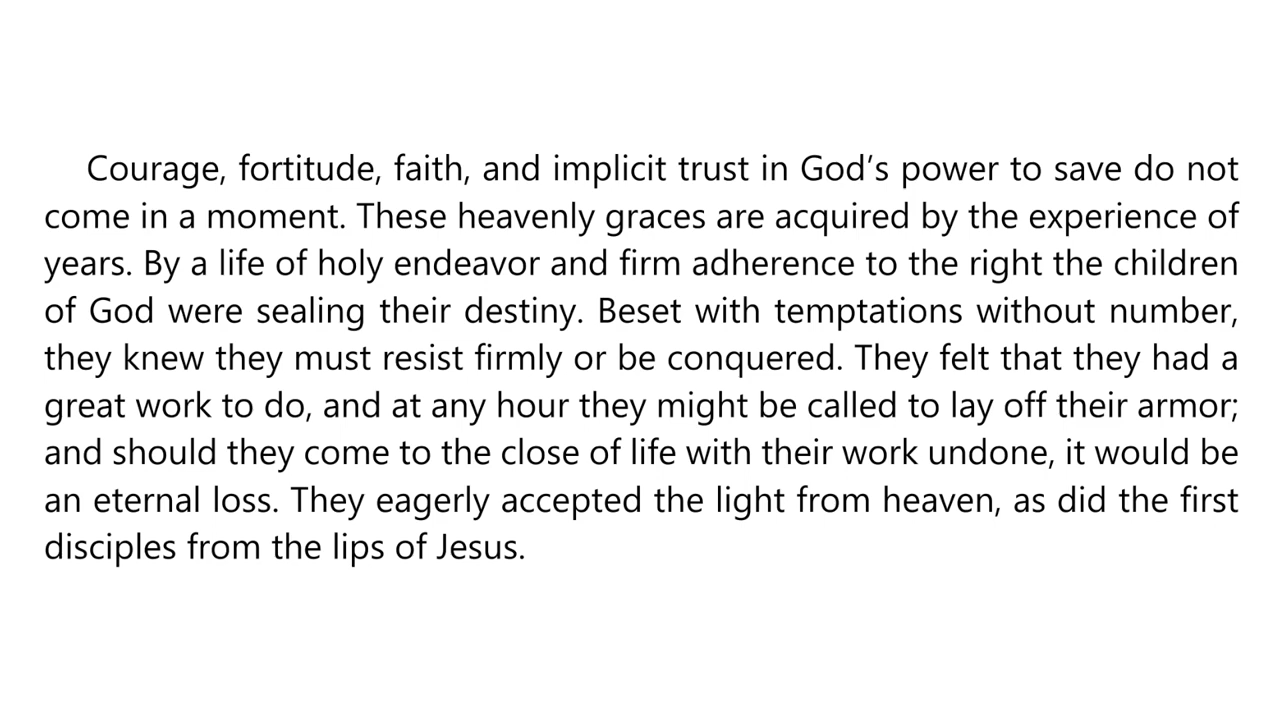 Courage, fortitude, faith, and implicit trust in God’s power to save do not
come in a moment. These heavenly graces are acquired by the experience of
years. By a life of holy endeavor and firm adherence to the right the children
of God were sealing their destiny. Beset with temptations without number,
they knew they must resist firmly or be conquered. They felt that they had a
great work to do, and at any hour they might be called to lay off their armor;
and should they come to the close of life with their work undone, it would be
an eternal loss. They eagerly accepted the light from heaven, as did the first
disciples from the lips of Jesus.